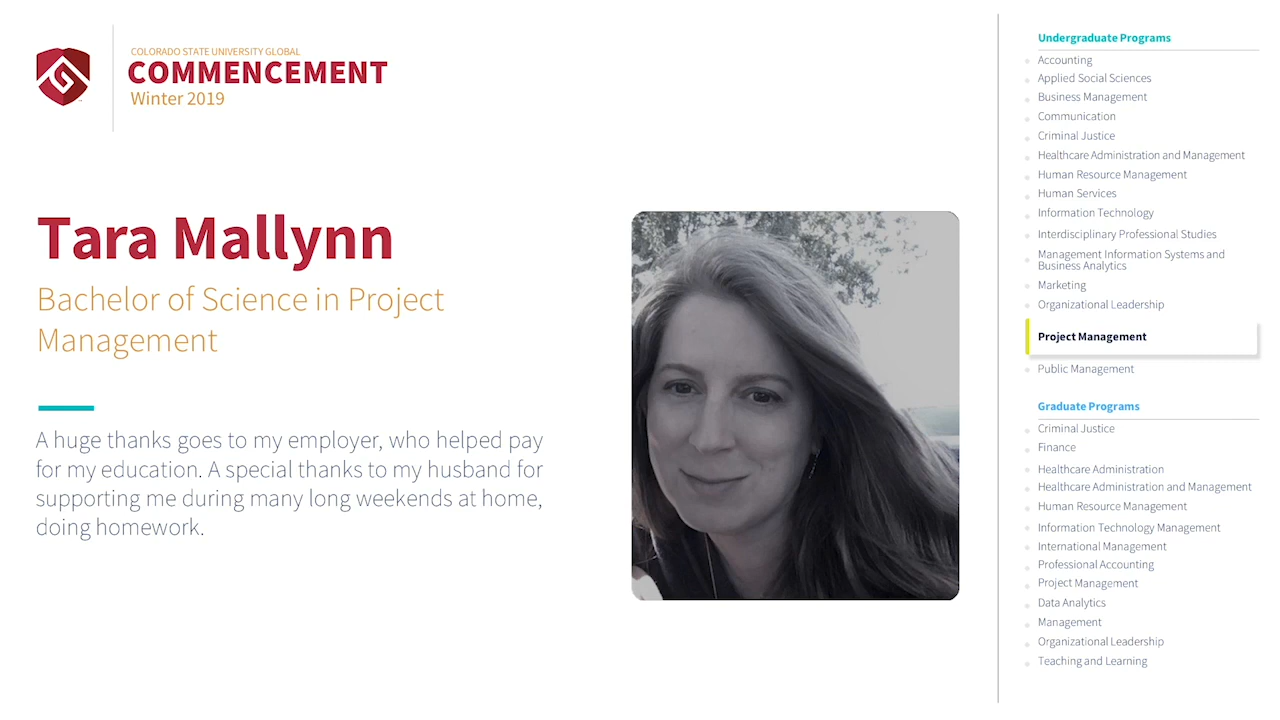 COLORADO STATE UNIVERSITY GLOBAL
COMMENCEMENT
Winter 2019
Tara Mallynn
Bachelor of Science in Project
Management
A huge thanks goes to my employer, who helped pay
for my education. A special thanks to my husband for
supporting me during many long weekends at home,
doing homework.
Undergraduate Programs
Accounting
Applied Social Sciences
Business Management
Communication
Criminal Justice
Healthcare Administration and Management
Human Resource Management
Human Services
Information Technology
Interdisciplinary Professional Studies
Management Information Systems and
Business Analytics
Marketing
Organizational Leadership
Project Management
Public Management
Graduate Programs
Criminal Justice
Finance
Healthcare Administration
Healthcare Administration and Management
Human Resource Management
Information Technology Management
International Management
Professional Accounting
Project Management
Data Analytics
Management
Organizational Leadership
Teaching and Learning